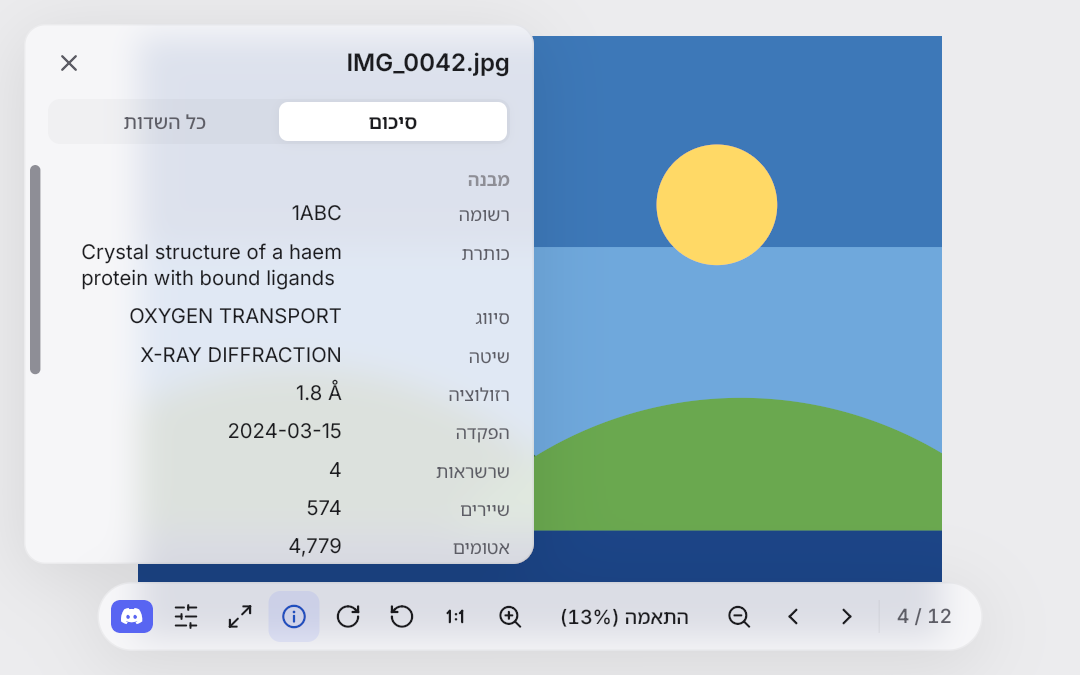 IMG_0042.jpg
סיכום
כל השדות
מבנה
רשומה 1ABC
כותרת Crystal structure of a haem
protein with bound ligands
סיווג OXYGEN TRANSPORT
שיטה X-RAY DIFFRACTION
רזולוציה 1.8 Å
הפקדה 2024-03-15
שרשראות 4
שיירים 574
אטומים 4,779
4 / 12
התאמה (13%)
1:1